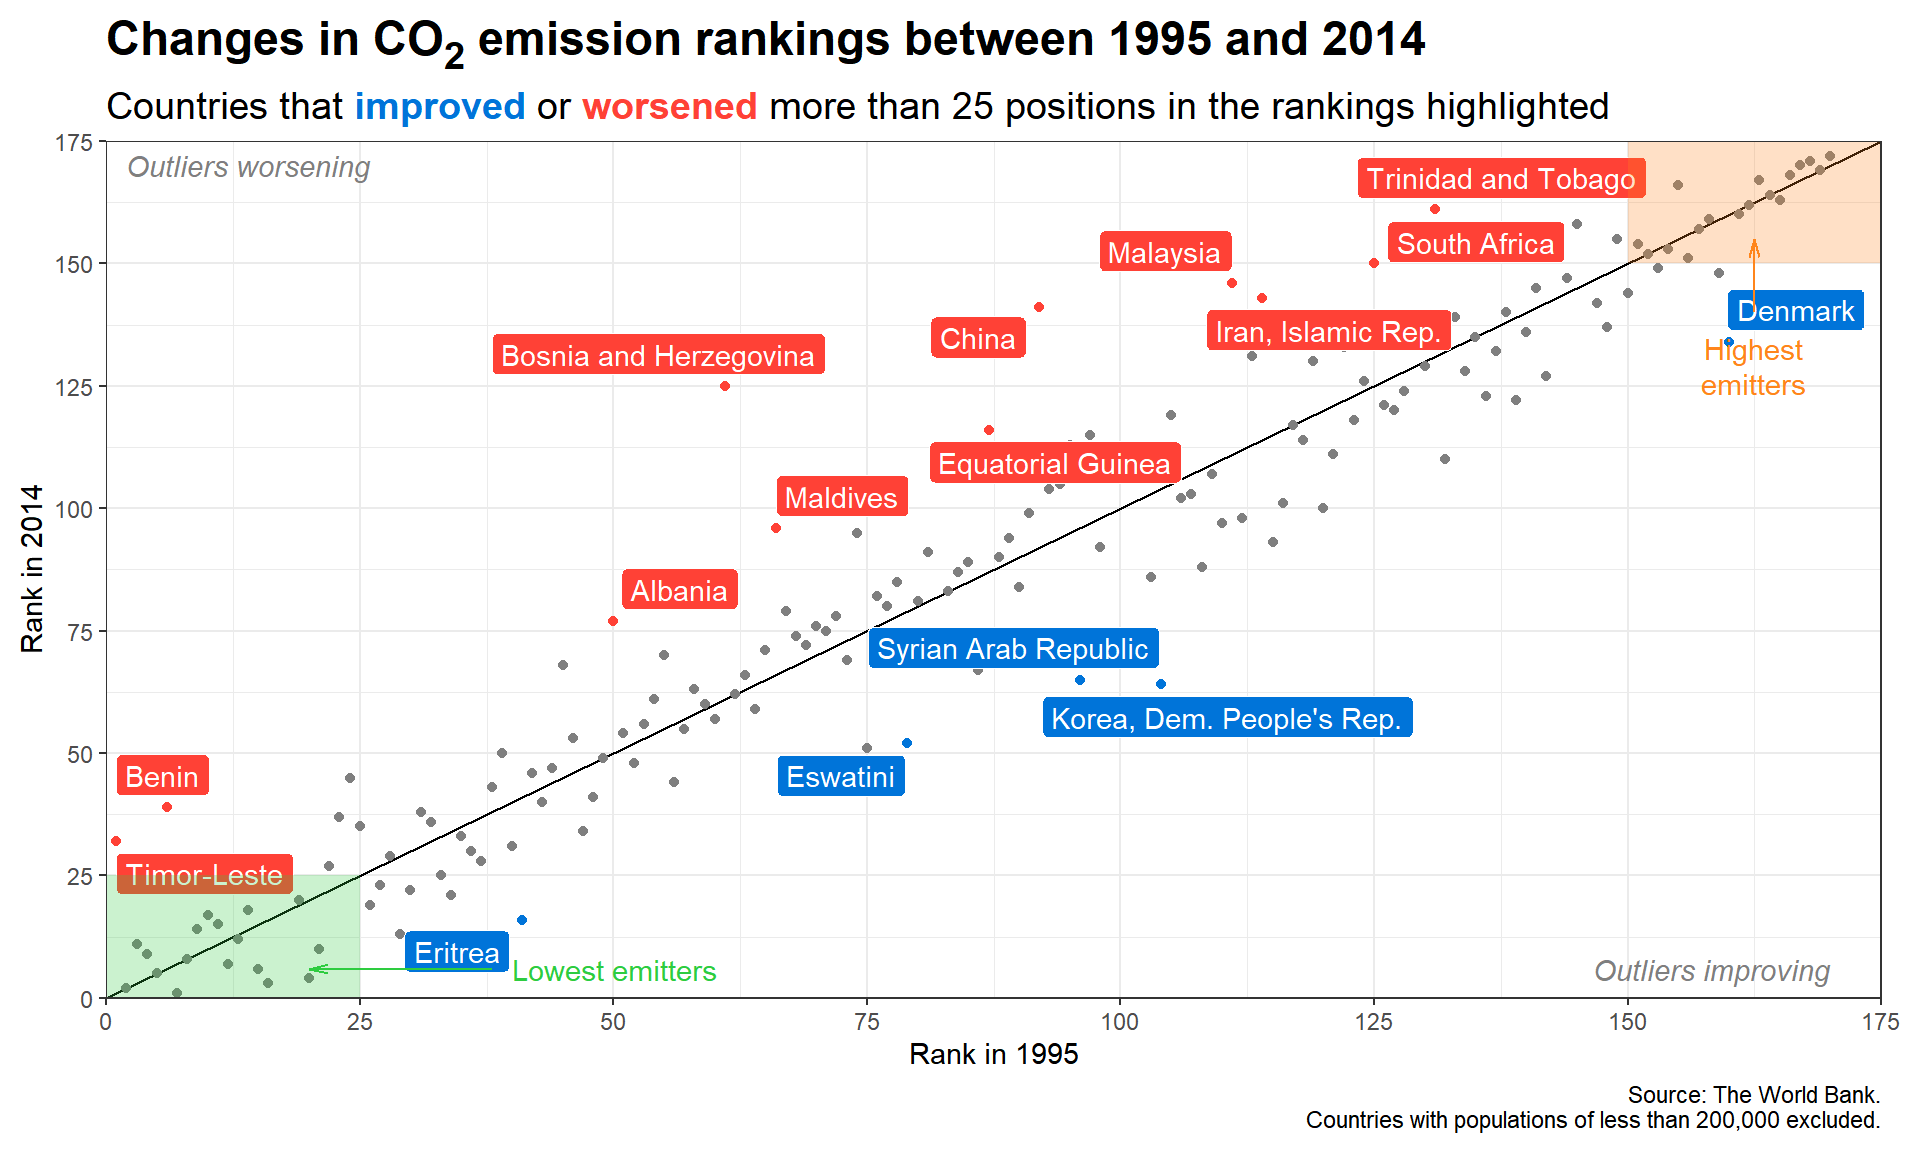 Changes in CO₂ emission rankings between 1995 and 2014
Countries that improved or worsened more than 25 positions in the rankings highlighted
Outliers worsening
Trinidad and Tobago
South Africa
Malaysia
Iran, Islamic Rep.
China
Denmark
Highest
emitters
Bosnia and Herzegovina
Equatorial Guinea
Maldives
Albania
Syrian Arab Republic
Korea, Dem. People's Rep.
Eswatini
Benin
Timor-Leste
Eritrea
Lowest emitters
Outliers improving
175
150
125
100
75
50
25
0
Rank in 2014
0 25 50 75 100 125 150 175
Rank in 1995
Source: The World Bank.
Countries with populations of less than 200,000 excluded.